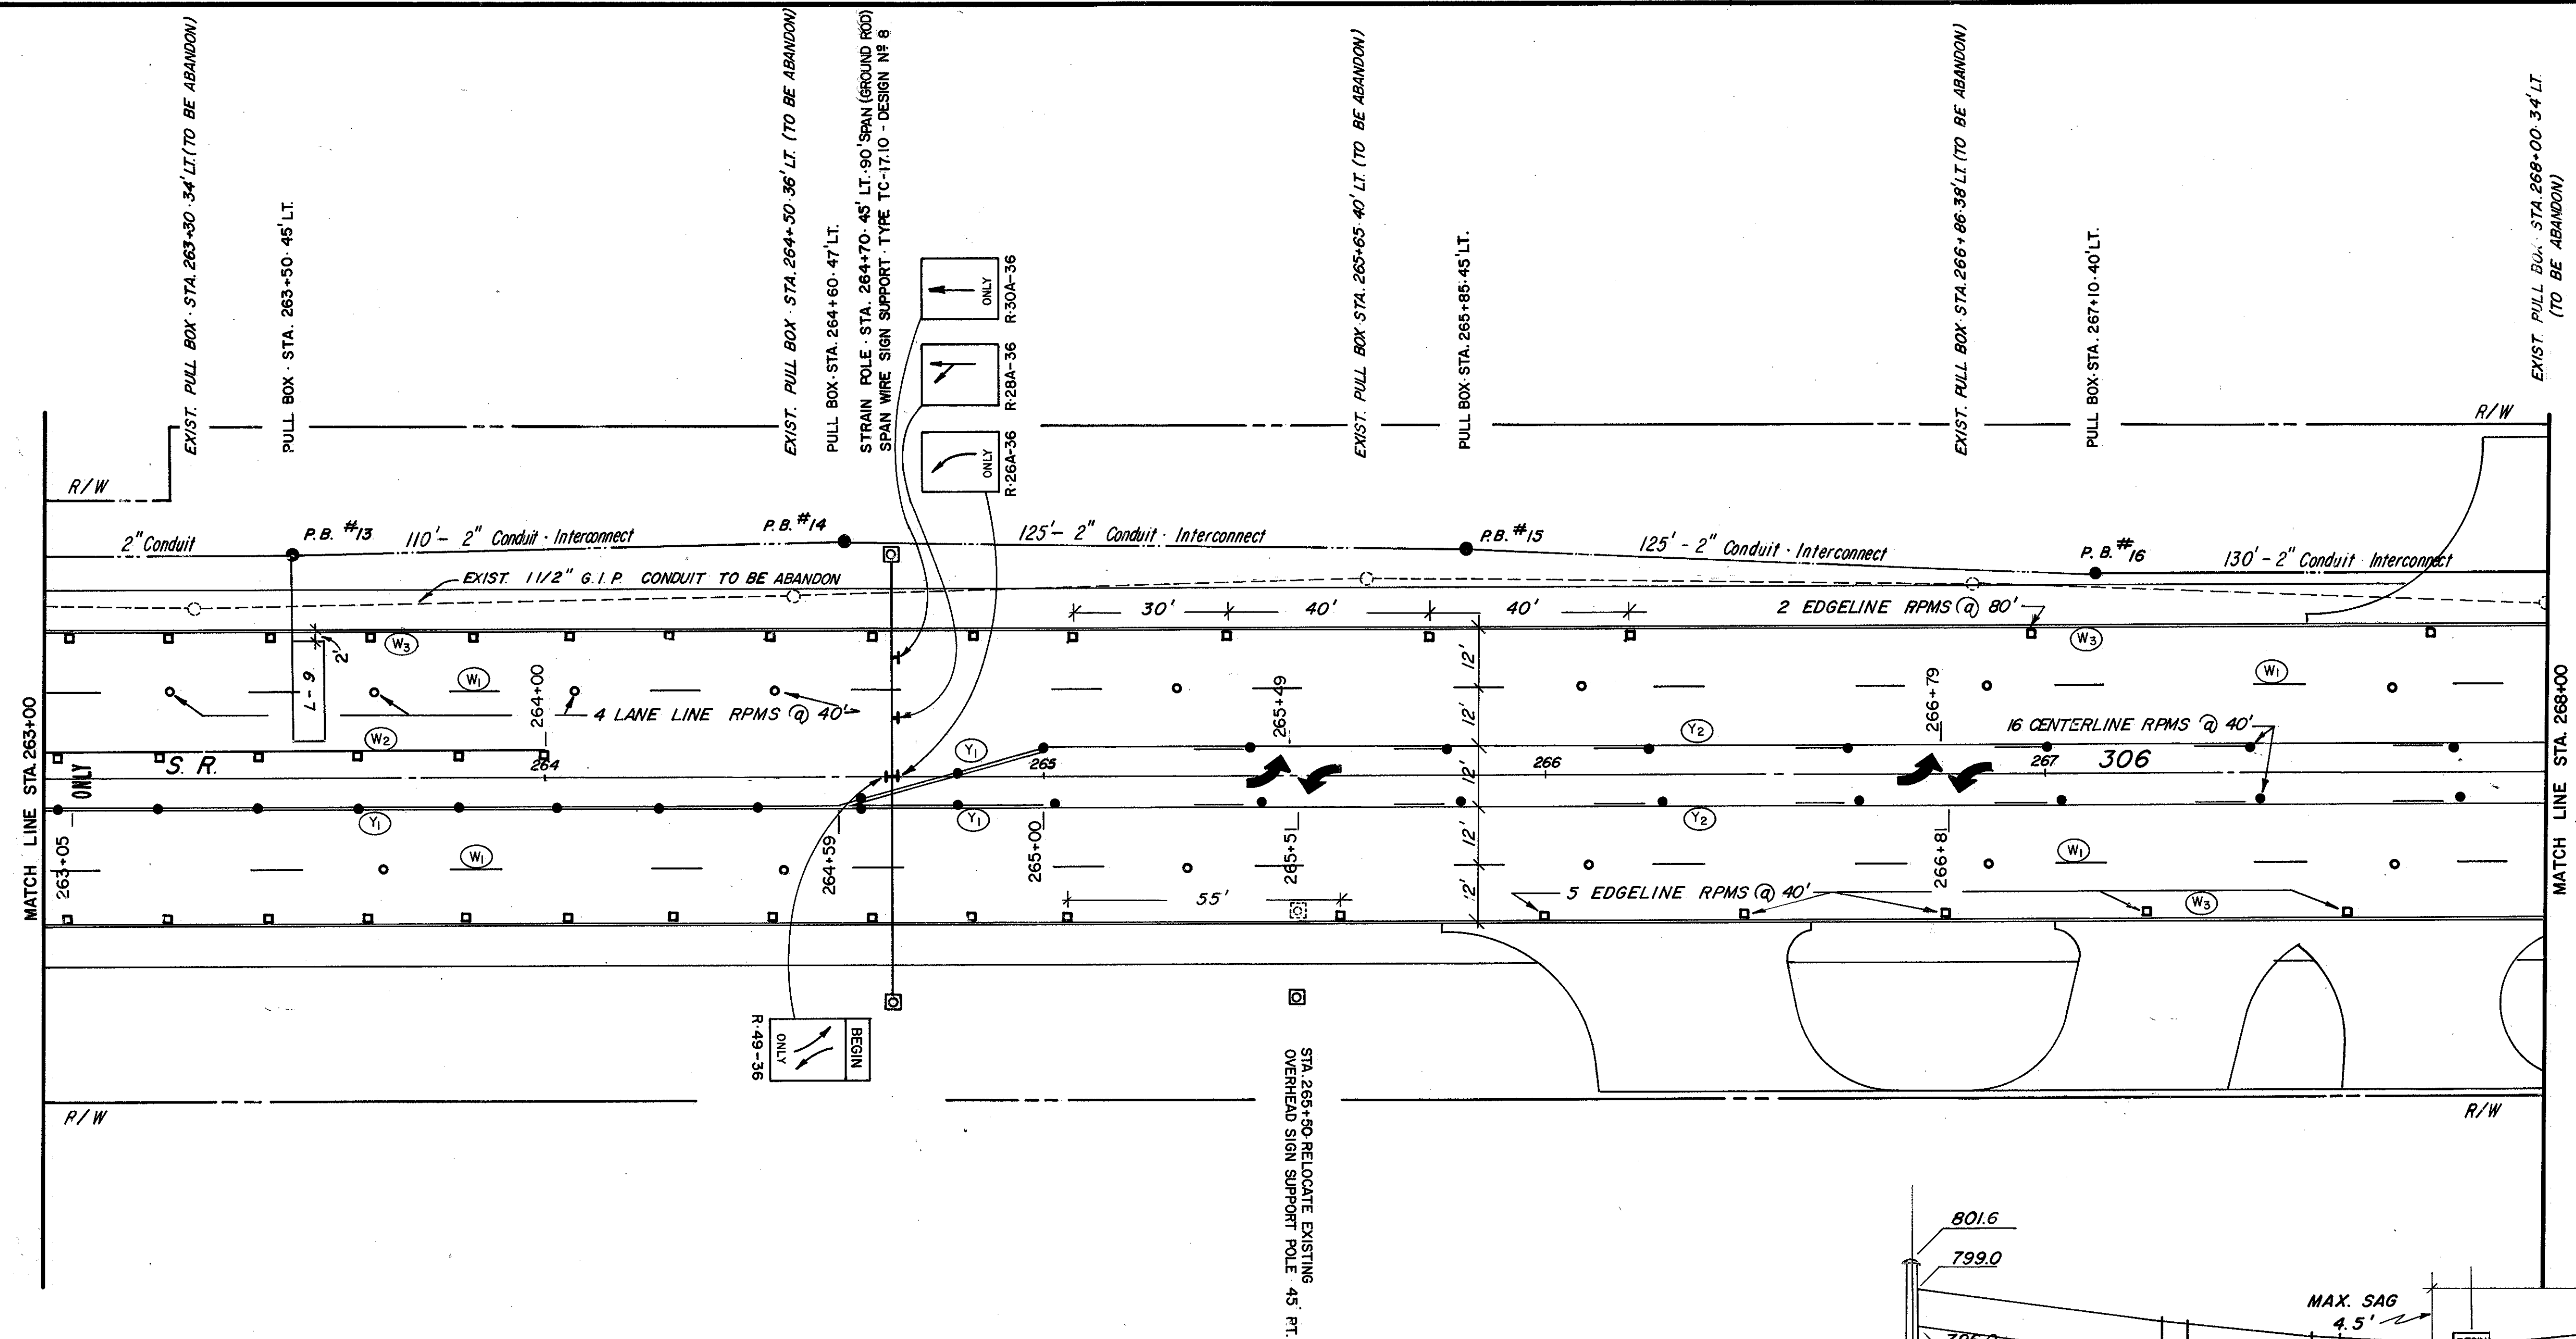 EXIST. PULL BOX · STA. 263+30 · 34' LT. (TO BE ABANDON)
PULL BOX · STA. 263+50 · 45' LT.
EXIST. PULL BOX · STA. 264+50 · 36' LT. (TO BE ABANDON)
PULL BOX · STA. 264+60 · 47' LT.
STRAIN POLE · STA. 264+70 · 45' LT. · 90' SPAN (GROUND ROD)
SPAN WIRE SIGN SUPPORT · TYPE TC-17.10 - DESIGN Nº 8
ONLY
R-30A-36
R-28A-36
ONLY
R-26A-36
EXIST. PULL BOX · STA. 265+65 · 40' LT. (TO BE ABANDON)
PULL BOX · STA. 265+85 · 45' LT.
EXIST. PULL BOX · STA. 266+86 · 38' LT. (TO BE ABANDON)
PULL BOX · STA. 267+10 · 40' LT.
EXIST. PULL BOX · STA. 268+00 · 34' LT.
(TO BE ABANDON)
R/W
R/W
2" Conduit
P.B. #13
110' - 2" Conduit · Interconnect
P.B. #14
125' - 2" Conduit · Interconnect
P.B. #15
125' - 2" Conduit · Interconnect
P.B. #16
130' - 2" Conduit · Interconnect
EXIST. 1 1/2" G.I.P. CONDUIT TO BE ABANDON
30'
40'
40'
2 EDGELINE RPMS @ 80'
W3
2'
W3
L-9
W1
264+00
4 LANE LINE RPMS @ 40'
12'
265+49
266+79
W1
W2
Y1
12'
Y2
16 CENTERLINE RPMS @ 40'
MATCH LINE STA. 263+00
MATCH LINE STA. 268+00
ONLY
S. R.
264
265
266
267
306
12'
Y1
Y1
Y2
263+05
W1
264+59
265+00
265+51
12'
266+81
W1
55'
12'
5 EDGELINE RPMS @ 40'
W3
BEGIN
ONLY
R-49-36
R/W
R/W
STA. 265+50 · RELOCATE EXISTING
OVERHEAD SIGN SUPPORT POLE · 45' RT.
801.6
799.0
MAX. SAG
4.5'